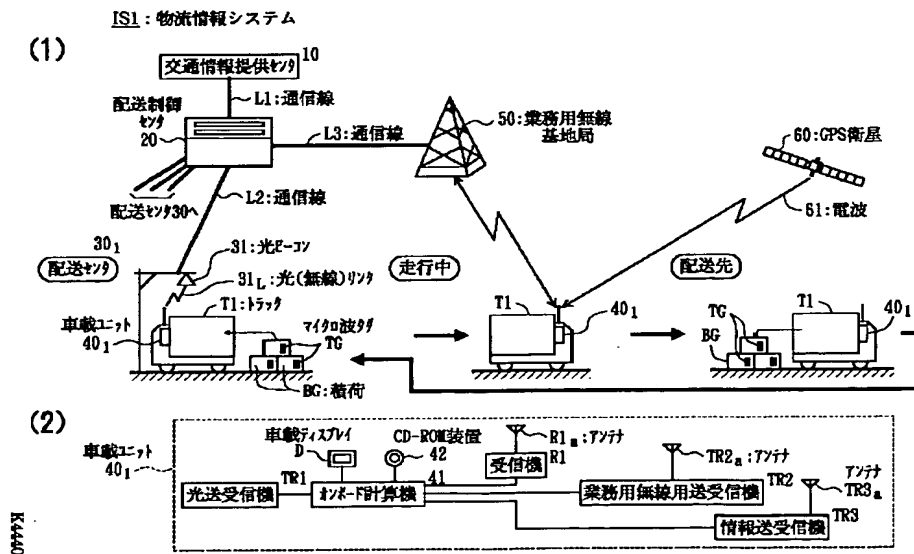 IS1：物流情報システム
(1)
交通情報提供ｾﾝﾀ
10
L1：通信線
配送制御
センタ
20
L3：通信線
50：業務用無線
基地局
60：GPS衛星
L2：通信線
配送センタ30へ
61：電波
30₁
配送ｾﾝﾀ
31：光ﾋﾞｰｺﾝ
31L：光(無線)リンク
走行中
配送先
T1：トラック
車載ユニット
40₁
マイクロ波タグ
TG
BG：積荷
T1
40₁
TG
BG
T1
40₁
(2)
車載ユニット
40₁
車載ディスプレイ
D
CD-ROM装置
42
R1a：アンテナ
受信機
R1
TR2a：アンテナ
アンテナ
TR3a
TR1
光送受信機
41
ｵﾝﾎﾞｰﾄﾞ計算機
業務用無線用送受信機
TR2
情報送受信機
TR3
K4440